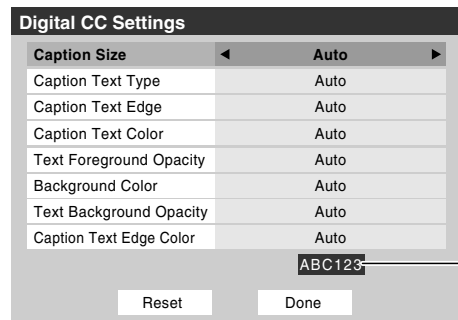 Digital CC Settings
Caption Size ◀ Auto ▶
Caption Text Type Auto
Caption Text Edge Auto
Caption Text Color Auto
Text Foreground Opacity Auto
Background Color Auto
Text Background Opacity Auto
Caption Text Edge Color Auto
ABC123
Reset Done